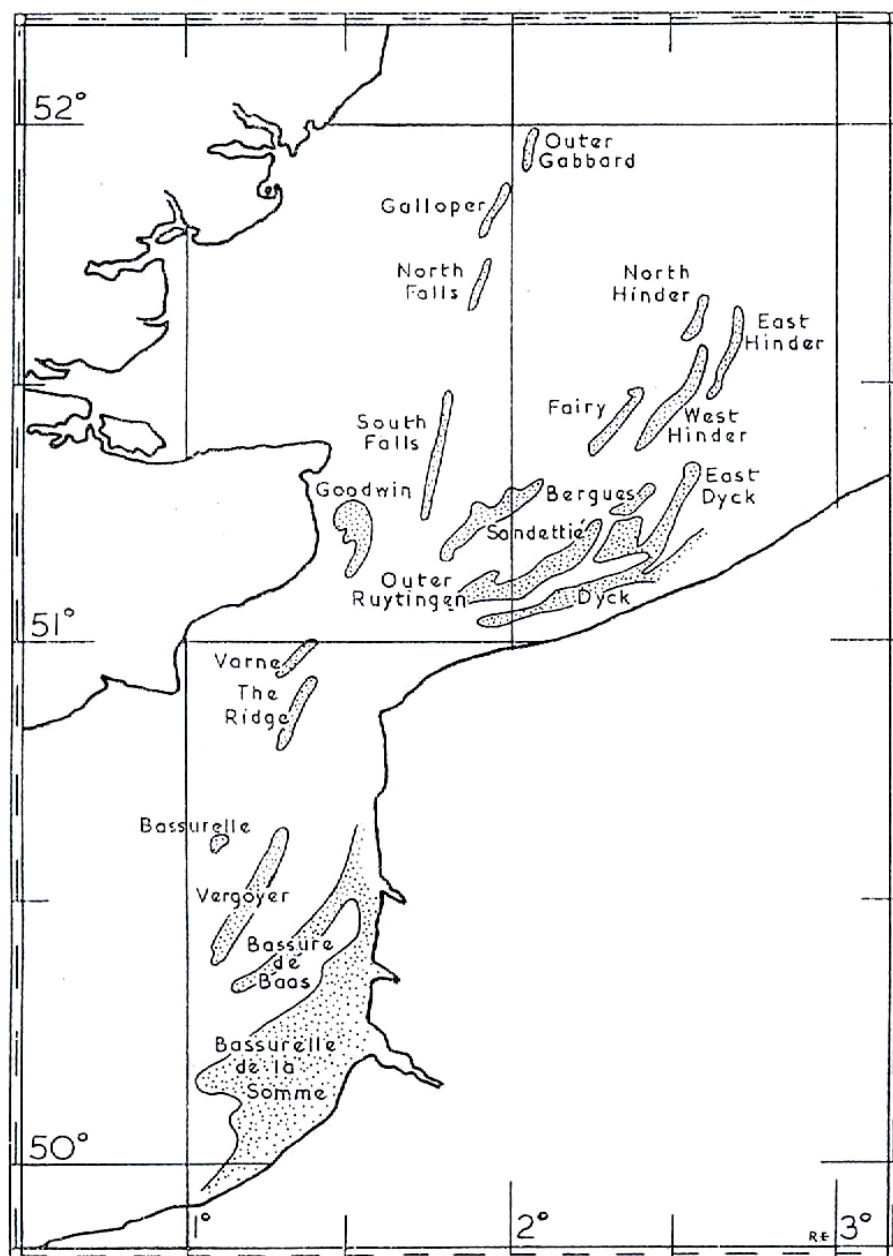 52°
Outer
Gabbard
Galloper
North
Falls
North
Hinder
East
Hinder
Fairy
West
Hinder
South
Falls
Goodwin
Bergues
East
Dyck
Sandettié
Outer
Ruytingen
Dyck
51°
Varne
The
Ridge
Bassurelle
Vergoyer
Bassure
de
Baas
Bassurelle
de la
Somme
50°
1°
2°
3°
R.E